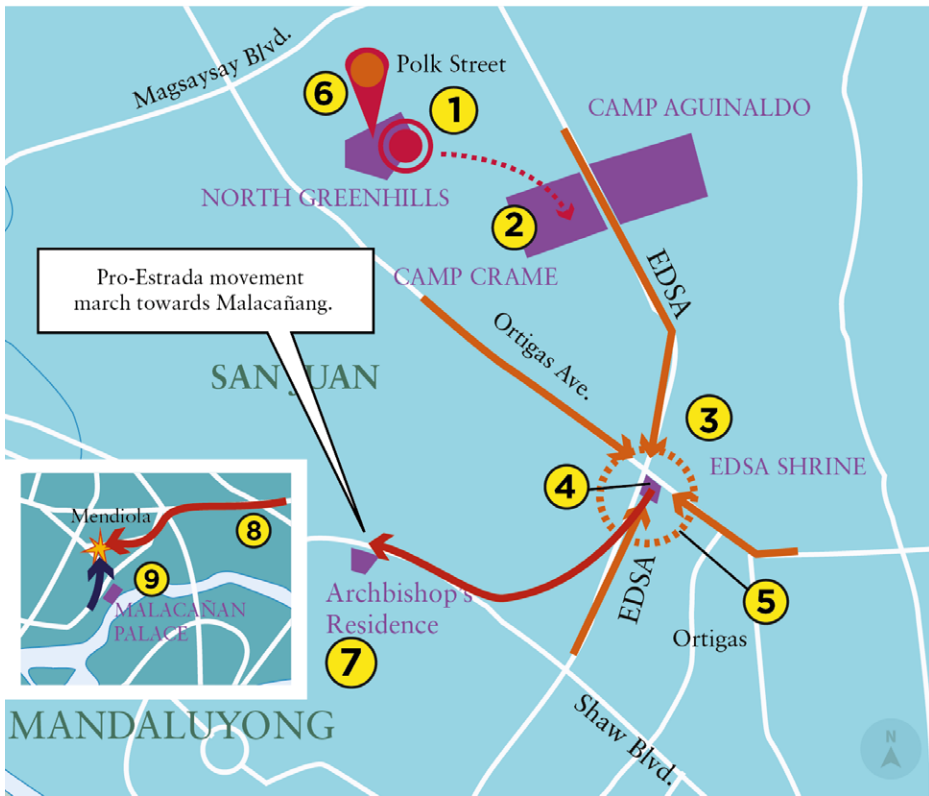 Magsaysay Blvd.
Polk Street
6
1
CAMP AGUINALDO
NORTH GREENHILLS
2
CAMP CRAME
EDSA
Pro-Estrada movement
march towards Malacañang.
Ortigas Ave.
SAN JUAN
3
EDSA SHRINE
4
Mendiola
8
9
MALACAÑAN
PALACE
EDSA
5
Archbishop's
Residence
Ortigas
7
MANDALUYONG
Shaw Blvd.
N